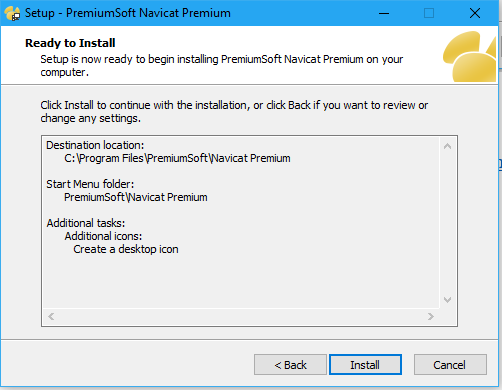 Setup - PremiumSoft Navicat Premium
Ready to Install
Setup is now ready to begin installing PremiumSoft Navicat Premium on your
computer.
Click Install to continue with the installation, or click Back if you want to review or
change any settings.
Destination location:
C:\Program Files\PremiumSoft\Navicat Premium
Start Menu folder:
PremiumSoft\Navicat Premium
Additional tasks:
Additional icons:
Create a desktop icon
< Back
Install
Cancel